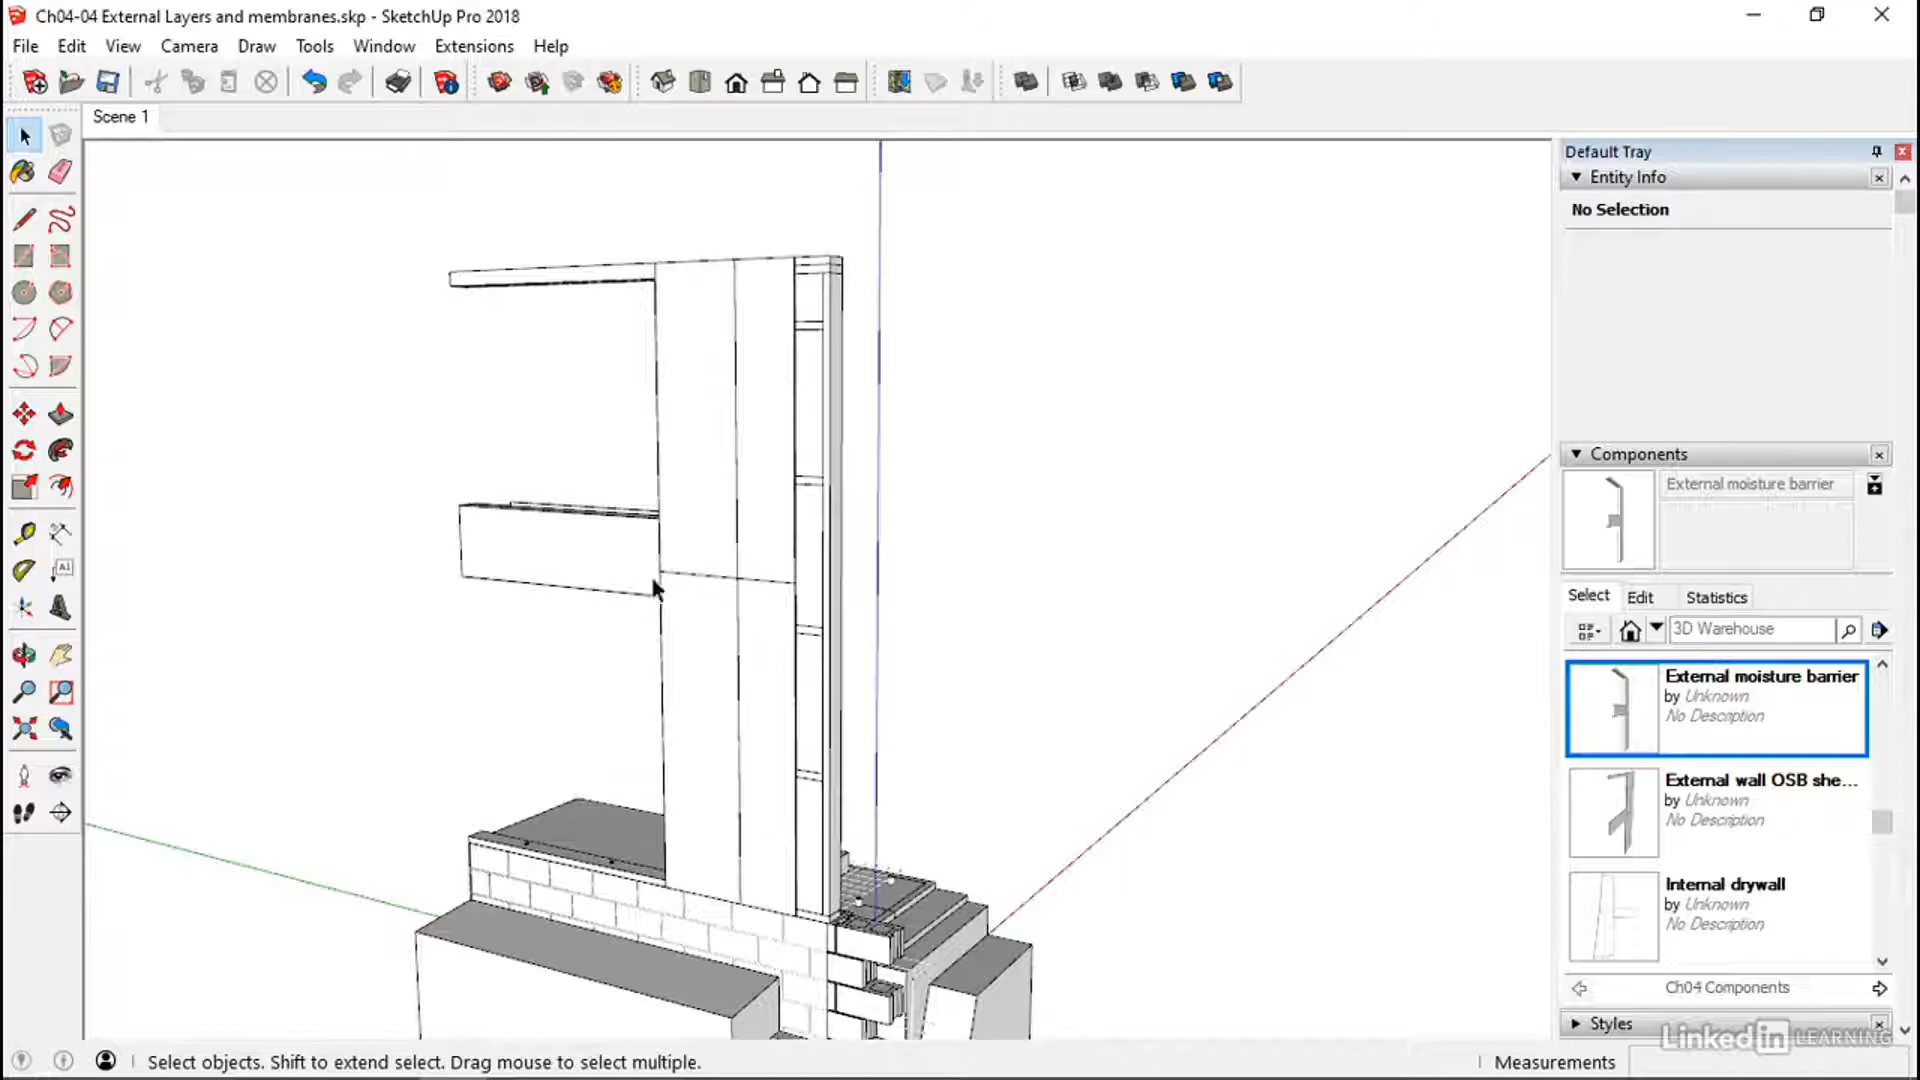 Ch04-04 External Layers and membranes.skp - SketchUp Pro 2018
File Edit View Camera Draw Tools Window Extensions Help
Scene 1
Default Tray
Entity Info
No Selection
Components
External moisture barrier
Select Edit Statistics
3D Warehouse
External moisture barrier
by Unknown
No Description
External wall OSB she...
by Unknown
No Description
Internal drywall
by Unknown
No Description
Ch04 Components
Styles
LinkedIn LEARNING
Select objects. Shift to extend select. Drag mouse to select multiple.
Measurements